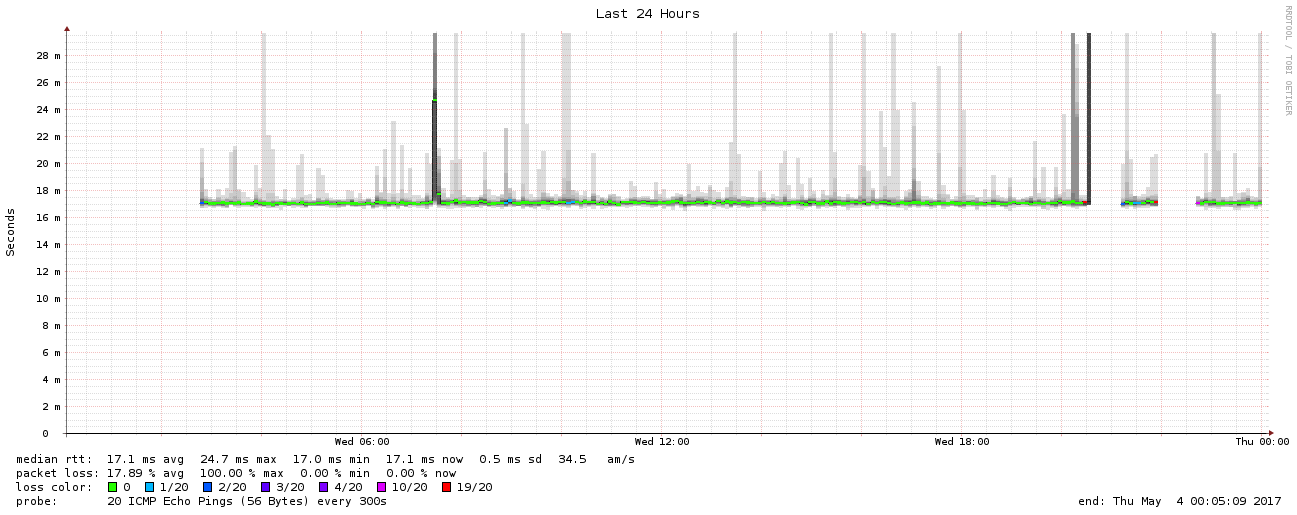 Last 24 Hours
RRDTOOL / TOBI OETIKER
Seconds
28 m
26 m
24 m
22 m
20 m
18 m
16 m
14 m
12 m
10 m
8 m
6 m
4 m
2 m
0
Wed 06:00 Wed 12:00 Wed 18:00 Thu 00:00
median rtt: 17.1 ms avg 24.7 ms max 17.0 ms min 17.1 ms now 0.5 ms sd 34.5 am/s
packet loss: 17.89 % avg 100.00 % max 0.00 % min 0.00 % now
loss color: 0 1/20 2/20 3/20 4/20 10/20 19/20
probe: 20 ICMP Echo Pings (56 Bytes) every 300s end: Thu May 4 00:05:09 2017